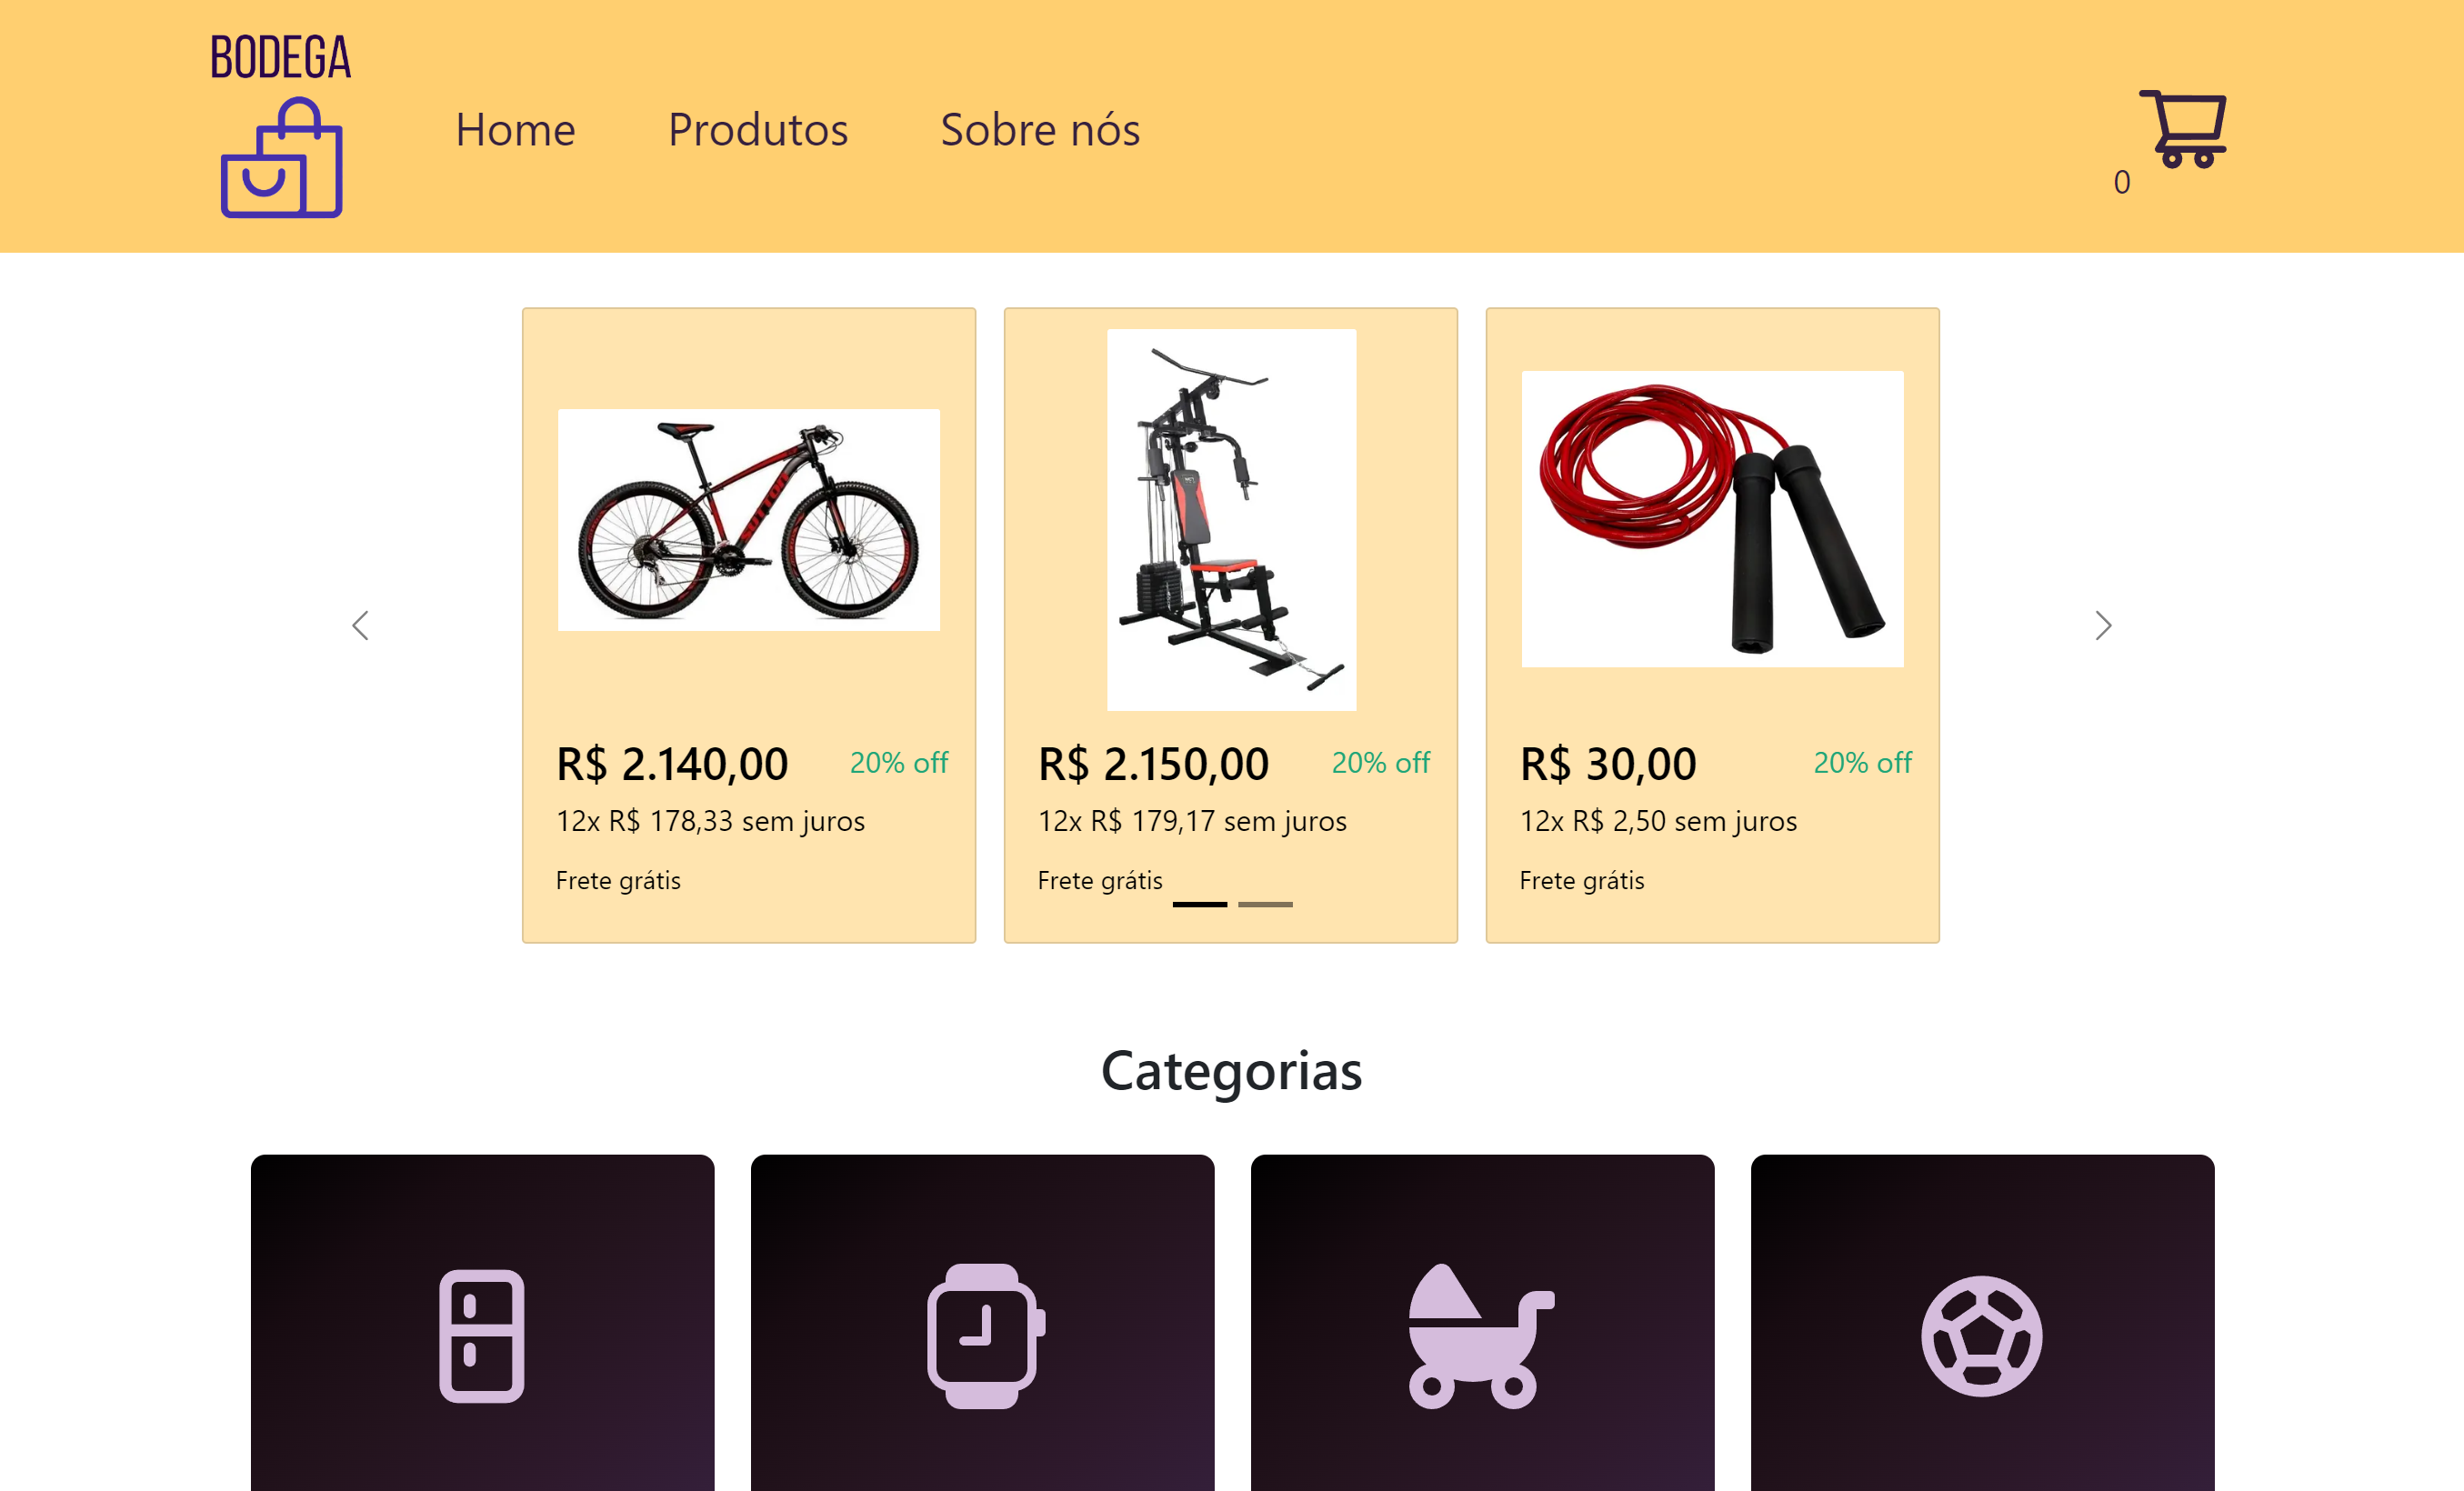 BODEGA
Home Produtos Sobre nós
0
R$ 2.140,00 20% off
12x R$ 178,33 sem juros
Frete grátis
R$ 2.150,00 20% off
12x R$ 179,17 sem juros
Frete grátis
R$ 30,00 20% off
12x R$ 2,50 sem juros
Frete grátis
Categorias